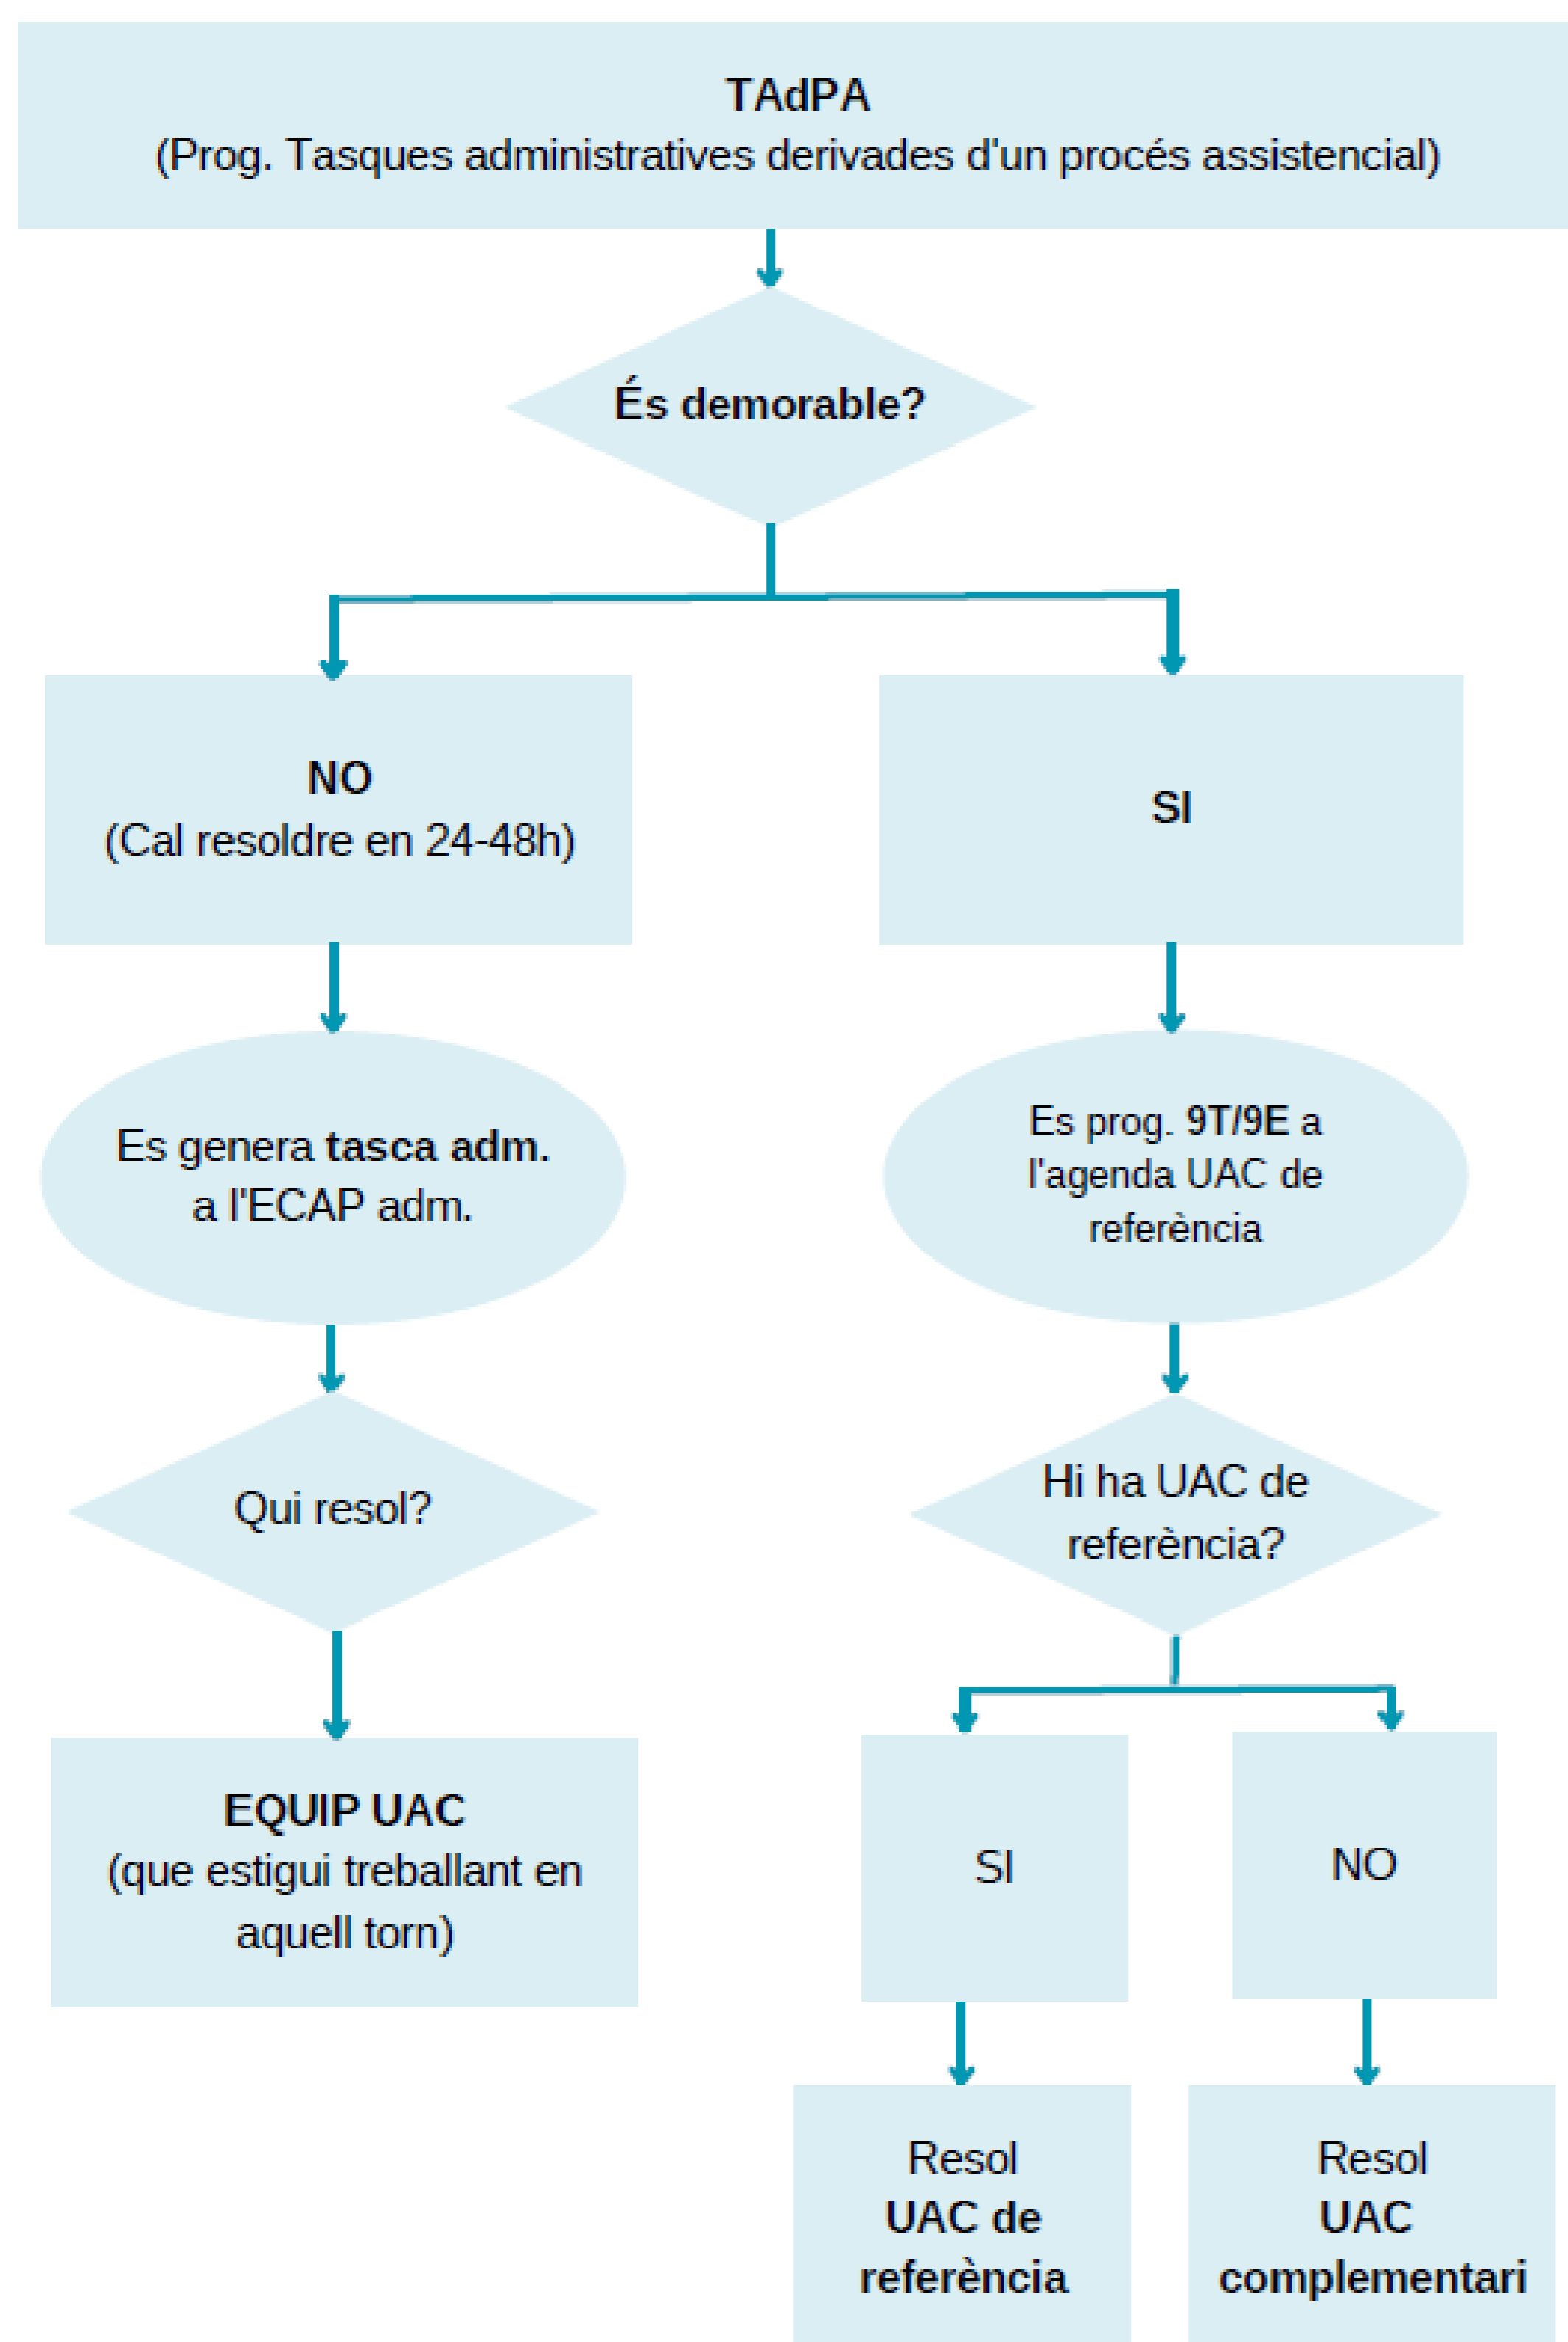 TAdPA
(Prog. Tasques administratives derivades d'un procés assistencial)
És demorable?
NO
(Cal resoldre en 24-48h)
SI
Es genera tasca adm.
a l'ECAP adm.
Es prog. 9T/9E a
l'agenda UAC de
referència
Qui resol?
Hi ha UAC de
referència?
EQUIP UAC
(que estigui treballant en
aquell torn)
SI
NO
Resol
UAC de
referència
Resol
UAC
complementari